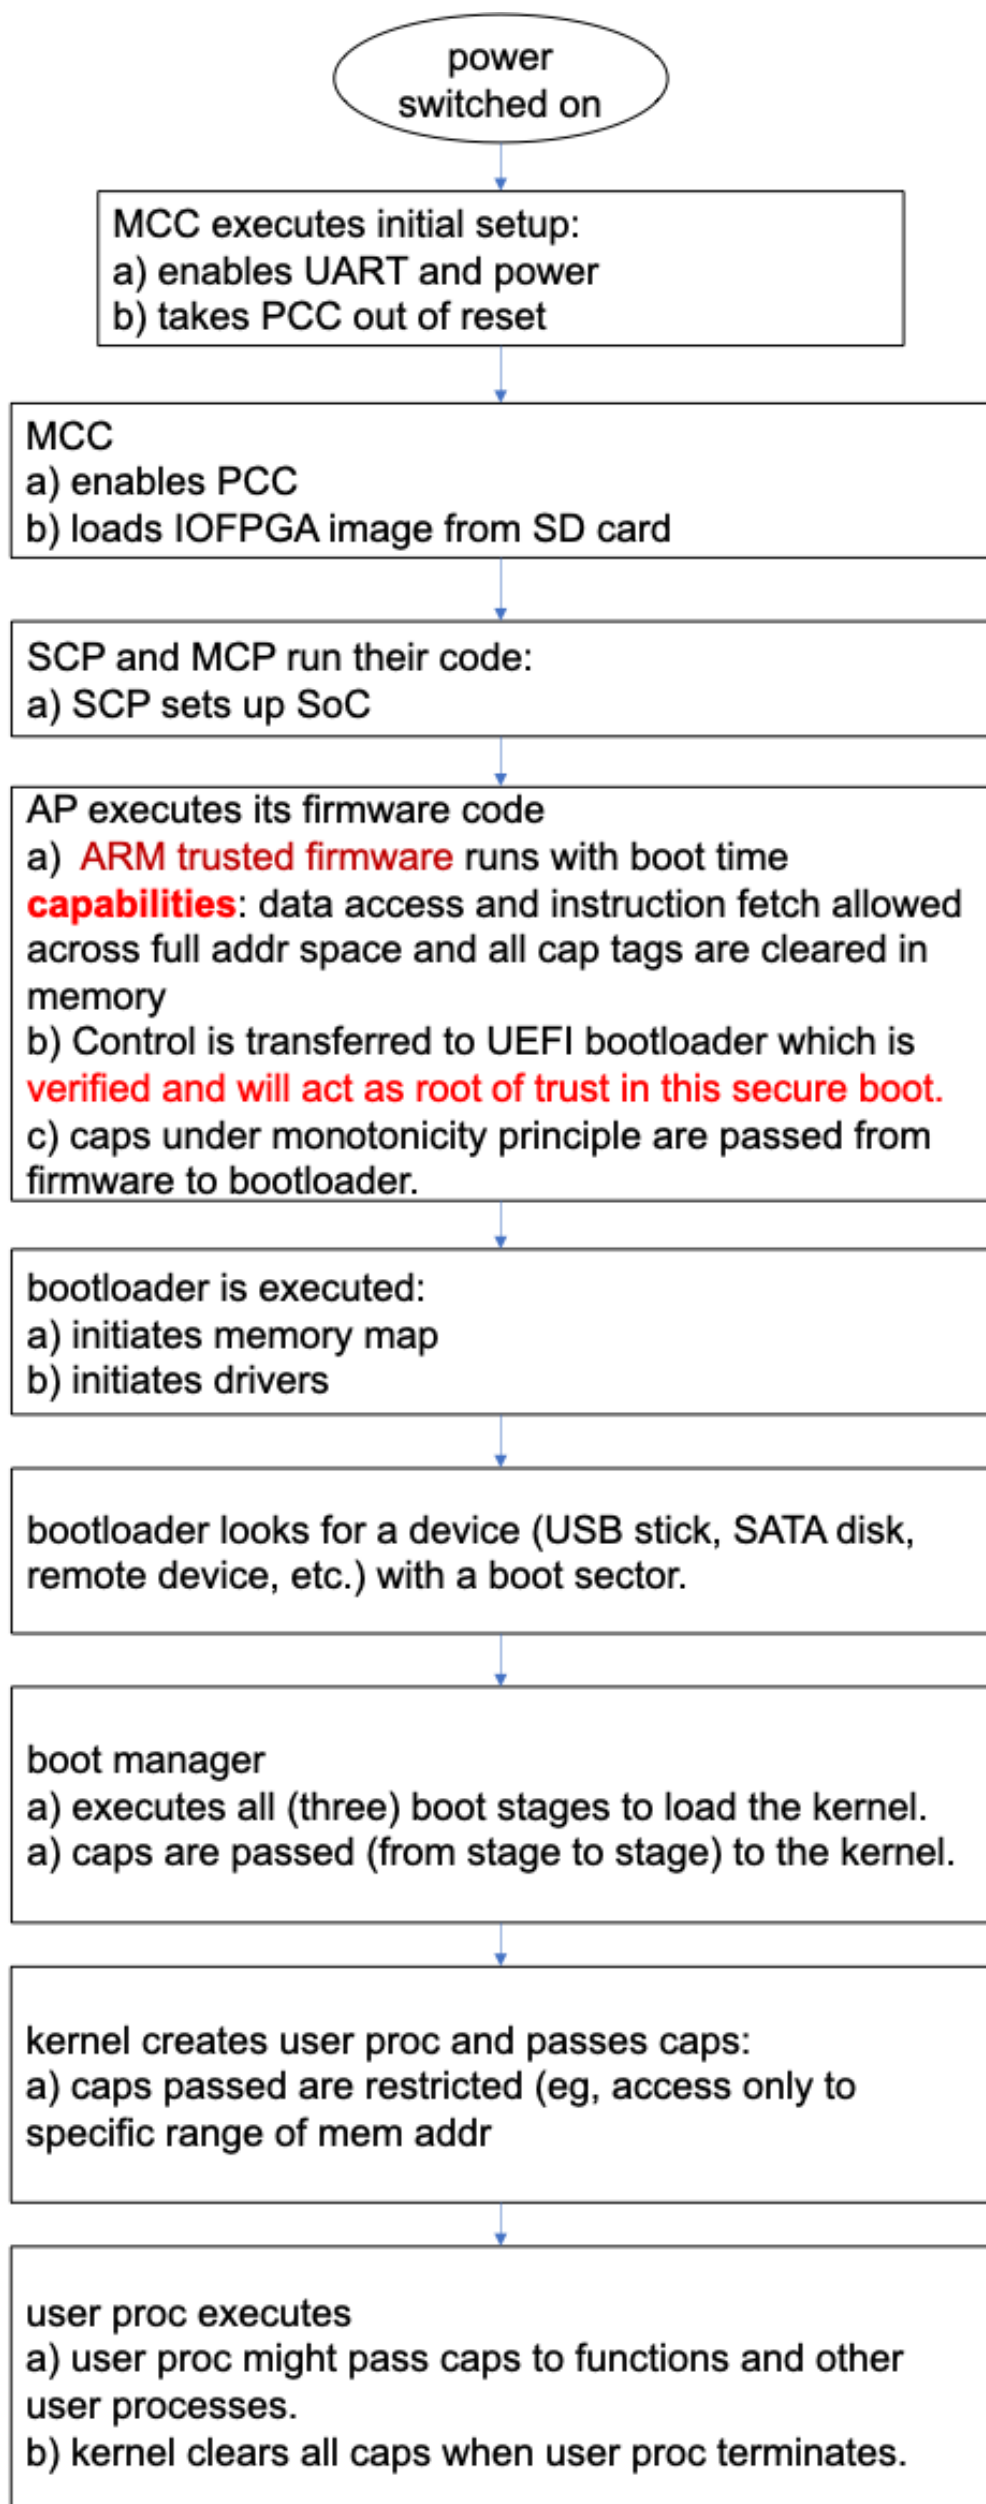 power
switched on
MCC executes initial setup:
a) enables UART and power
b) takes PCC out of reset
MCC
a) enables PCC
b) loads IOFPGA image from SD card
SCP and MCP run their code:
a) SCP sets up SoC
AP executes its firmware code
a) ARM trusted firmware runs with boot time
capabilities: data access and instruction fetch allowed
across full addr space and all cap tags are cleared in
memory
b) Control is transferred to UEFI bootloader which is
verified and will act as root of trust in this secure boot.
c) caps under monotonicity principle are passed from
firmware to bootloader.
bootloader is executed:
a) initiates memory map
b) initiates drivers
bootloader looks for a device (USB stick, SATA disk,
remote device, etc.) with a boot sector.
boot manager
a) executes all (three) boot stages to load the kernel.
a) caps are passed (from stage to stage) to the kernel.
kernel creates user proc and passes caps:
a) caps passed are restricted (eg, access only to
specific range of mem addr
user proc executes
a) user proc might pass caps to functions and other
user processes.
b) kernel clears all caps when user proc terminates.